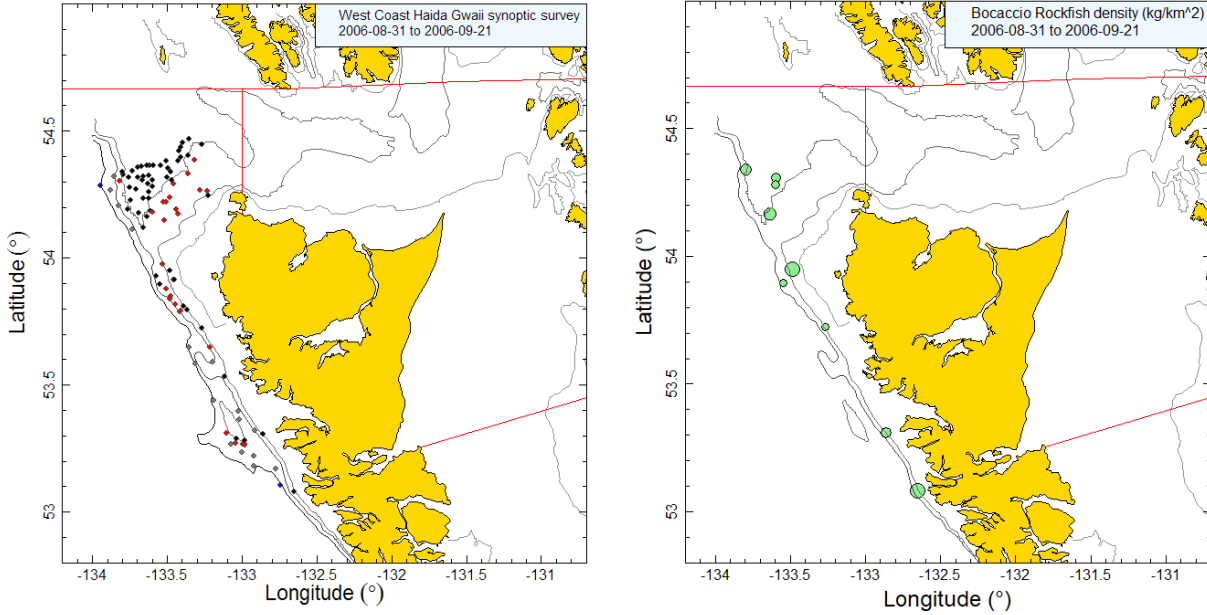 West Coast Haida Gwaii synoptic survey
2006-08-31 to 2006-09-21
54.5
54
53.5
53
Latitude (°)
-134
-133.5
-133
-132.5
-132
-131.5
-131
Longitude (°)
Bocaccio Rockfish density (kg/km^2)
2006-08-31 to 2006-09-21
54.5
54
53.5
53
Latitude (°)
-134
-133.5
-133
-132.5
-132
-131.5
-131
Longitude (°)